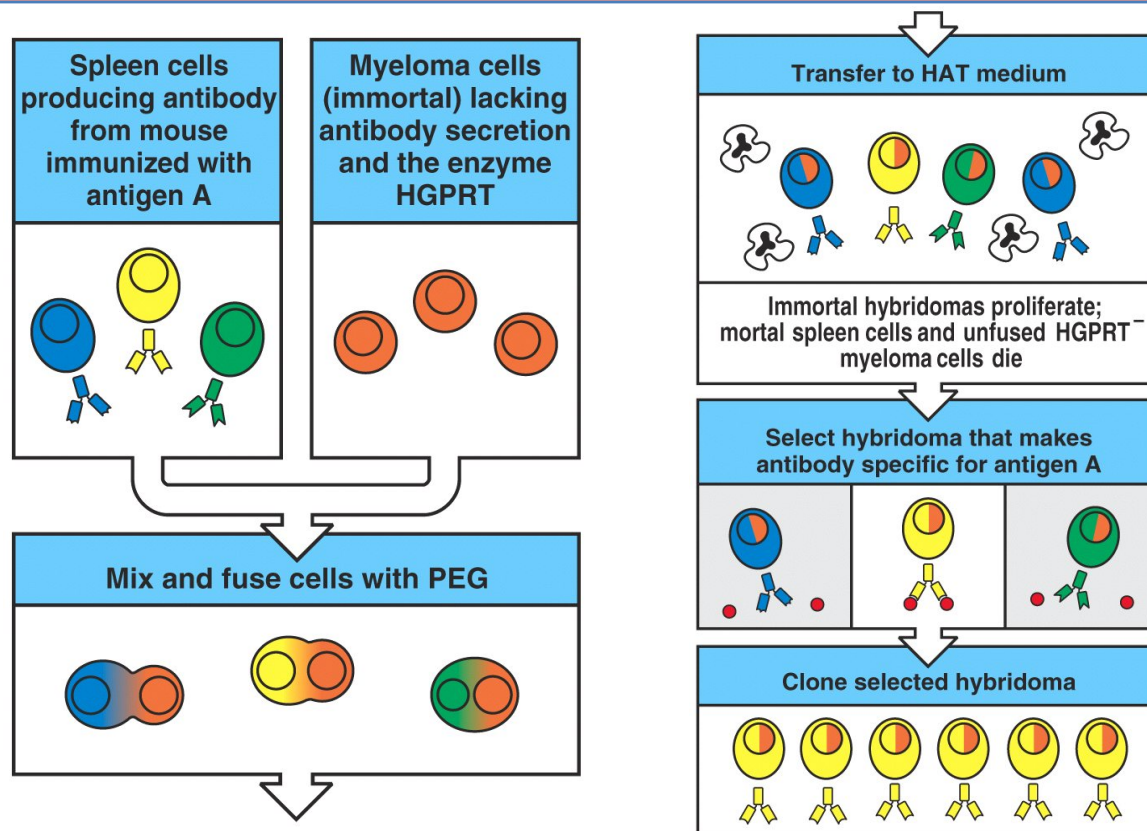 Spleen cells
producing antibody
from mouse
immunized with
antigen A
Myeloma cells
(immortal) lacking
antibody secretion
and the enzyme
HGPRT
Mix and fuse cells with PEG
Transfer to HAT medium
Immortal hybridomas proliferate;
mortal spleen cells and unfused HGPRT⁻
myeloma cells die
Select hybridoma that makes
antibody specific for antigen A
Clone selected hybridoma